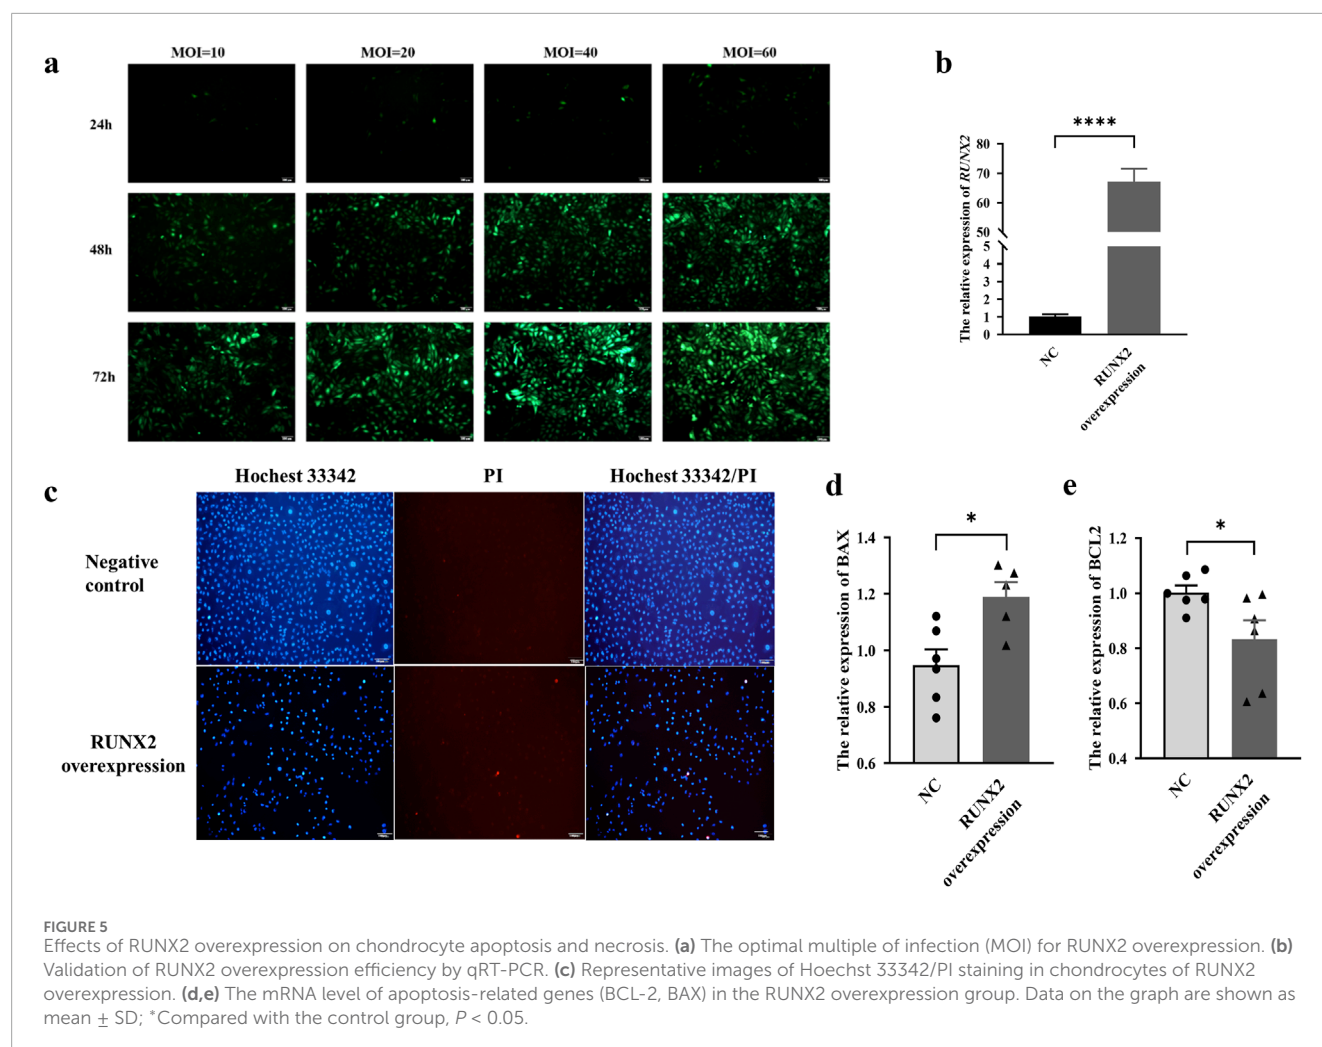 a
MOI=10
MOI=20
MOI=40
MOI=60
24h
48h
72h
b
****
The relative expression of RUNX2
80
70
60
50
5
4
3
2
1
0
NC
RUNX2
overexpression
c
Hochest 33342
PI
Hochest 33342/PI
Negative
control
RUNX2
overexpression
d
*
The relative expression of BAX
1.4
1.2
1.0
0.8
0.6
NC
RUNX2
overexpression
e
*
The relative expression of BCL2
1.2
1.0
0.8
0.6
0.4
NC
RUNX2
overexpression
FIGURE 5
Effects of RUNX2 overexpression on chondrocyte apoptosis and necrosis. (a) The optimal multiple of infection (MOI) for RUNX2 overexpression. (b)
Validation of RUNX2 overexpression efficiency by qRT-PCR. (c) Representative images of Hoechst 33342/PI staining in chondrocytes of RUNX2
overexpression. (d,e) The mRNA level of apoptosis-related genes (BCL-2, BAX) in the RUNX2 overexpression group. Data on the graph are shown as
mean ± SD; *Compared with the control group, P < 0.05.